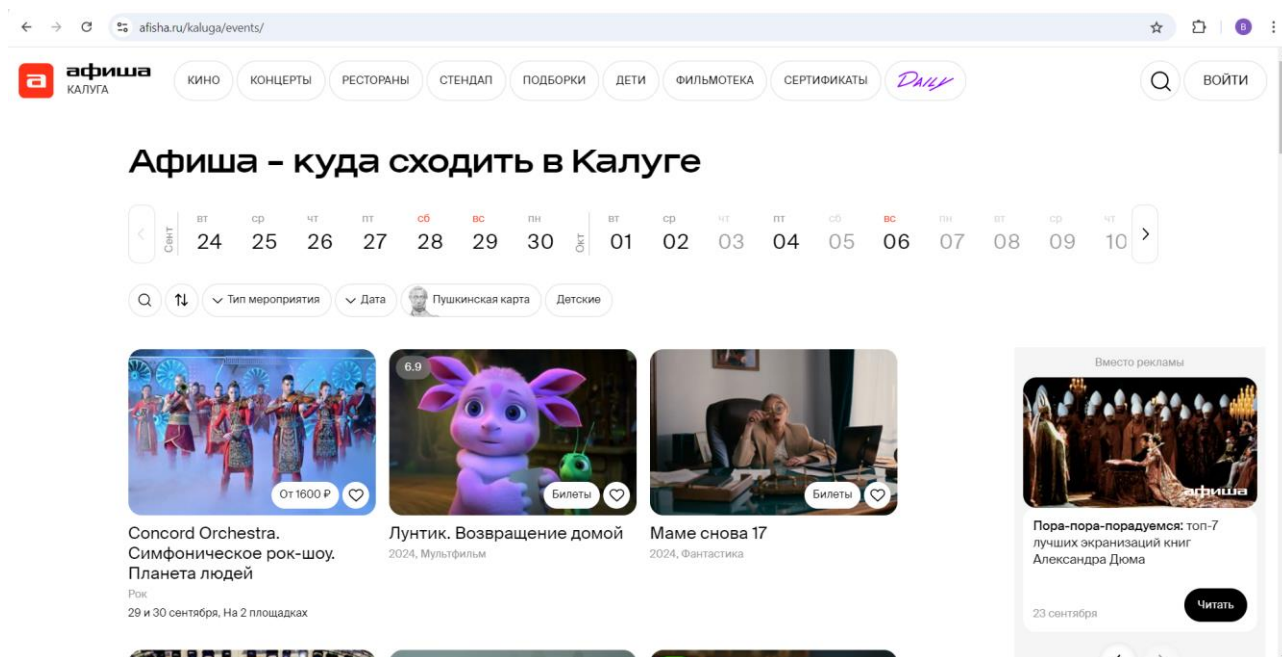 afisha.ru/kaluga/events/
B
а
афиша
КАЛУГА
КИНО
КОНЦЕРТЫ
РЕСТОРАНЫ
СТЕНДАП
ПОДБОРКИ
ДЕТИ
ФИЛЬМОТЕКА
СЕРТИФИКАТЫ
DAILY
ВОЙТИ
Афиша – куда сходить в Калуге
Сент
вт ср чт пт сб вс пн
24 25 26 27 28 29 30
Окт
вт ср чт пт сб вс пн вт ср чт
01 02 03 04 05 06 07 08 09 10
Тип мероприятия
Дата
Пушкинская карта
Детские
От 1600 ₽
Concord Orchestra.
Симфоническое рок-шоу.
Планета людей
Рок
29 и 30 сентября, На 2 площадках
6.9
Билеты
Лунтик. Возвращение домой
2024, Мультфильм
Билеты
Маме снова 17
2024, Фантастика
Вместо рекламы
афиша
Пора-пора-порадуемся: топ-7
лучших экранизаций книг
Александра Дюма
23 сентября
Читать